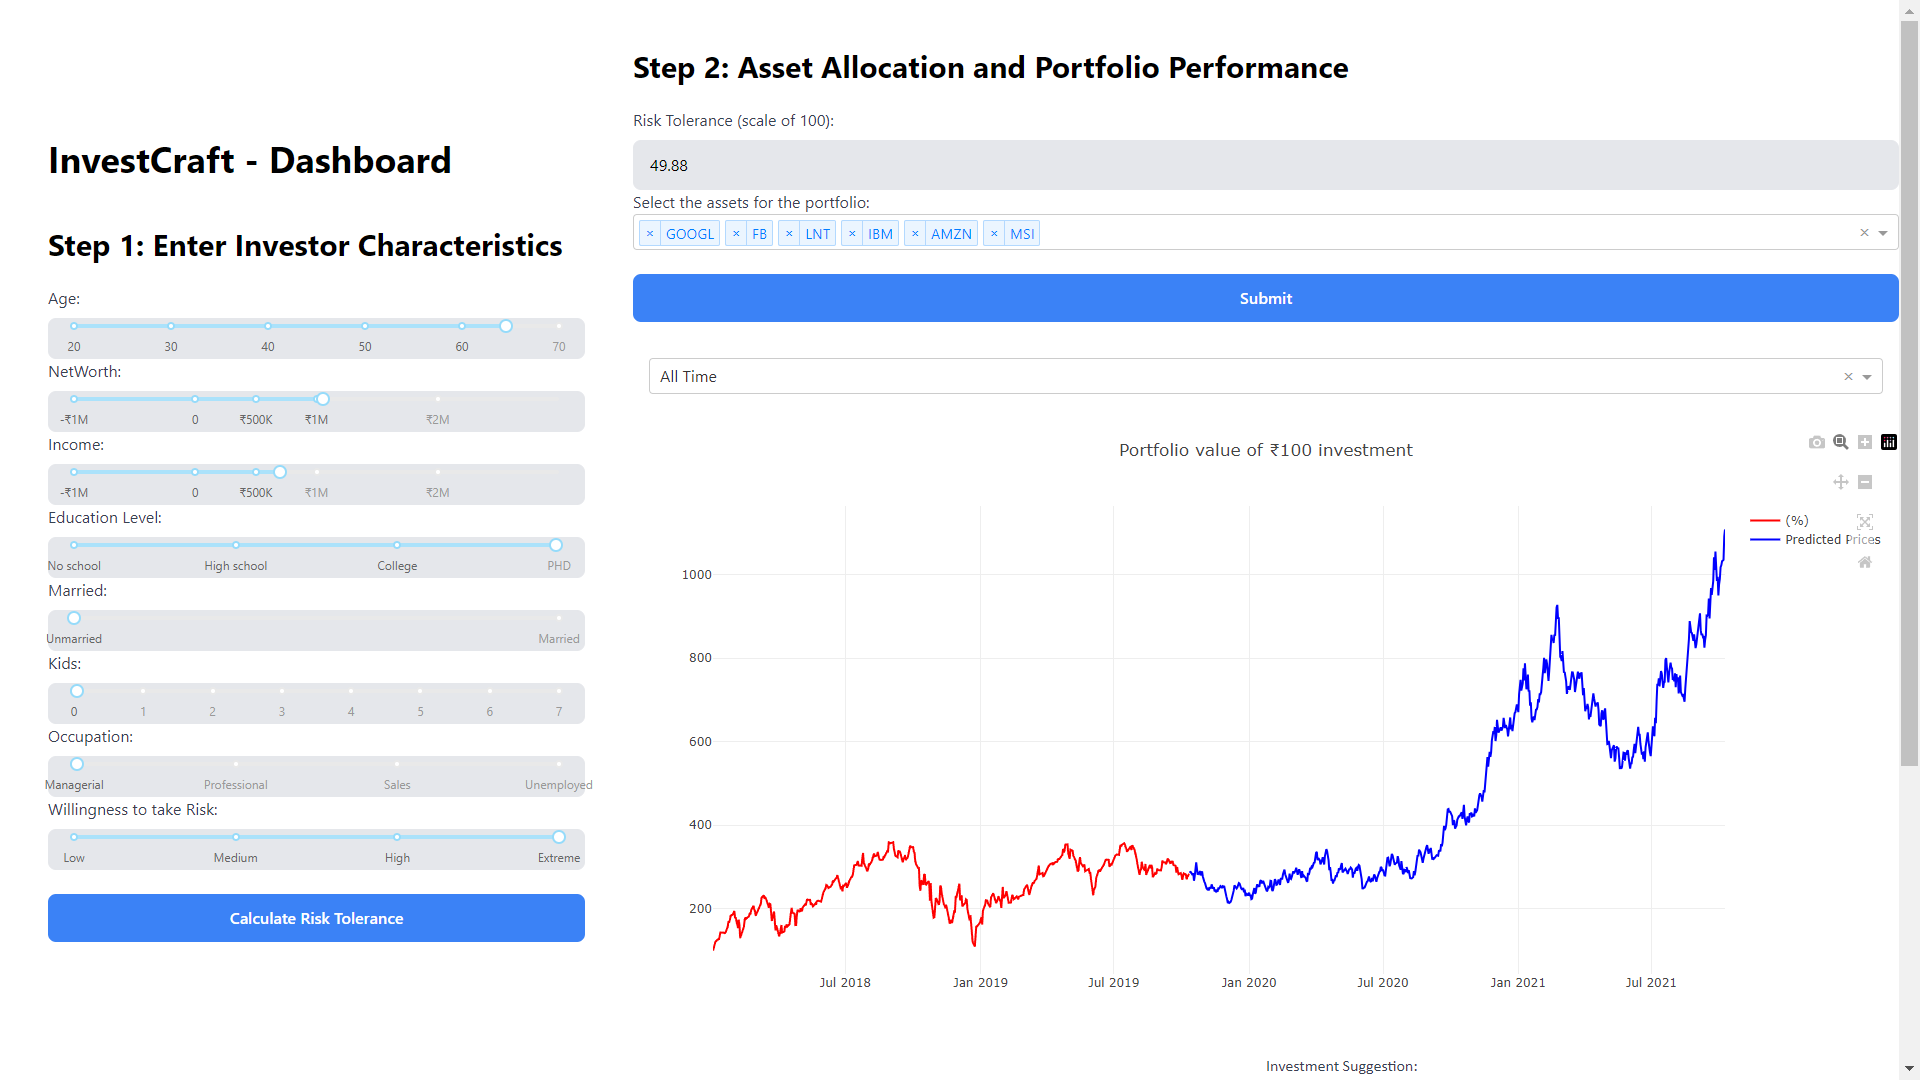 InvestCraft - Dashboard
Step 1: Enter Investor Characteristics
Age:
20 30 40 50 60 70
NetWorth:
-₹1M 0 ₹500K ₹1M ₹2M
Income:
-₹1M 0 ₹500K ₹1M ₹2M
Education Level:
No school High school College PHD
Married:
Unmarried Married
Kids:
0 1 2 3 4 5 6 7
Occupation:
Managerial Professional Sales Unemployed
Willingness to take Risk:
Low Medium High Extreme
Calculate Risk Tolerance
Step 2: Asset Allocation and Portfolio Performance
Risk Tolerance (scale of 100):
49.88
Select the assets for the portfolio:
× GOOGL × FB × LNT × IBM × AMZN × MSI ×
Submit
All Time ×
Portfolio value of ₹100 investment
(%)
Predicted Prices
1000
800
600
400
200
Jul 2018 Jan 2019 Jul 2019 Jan 2020 Jul 2020 Jan 2021 Jul 2021
Investment Suggestion: